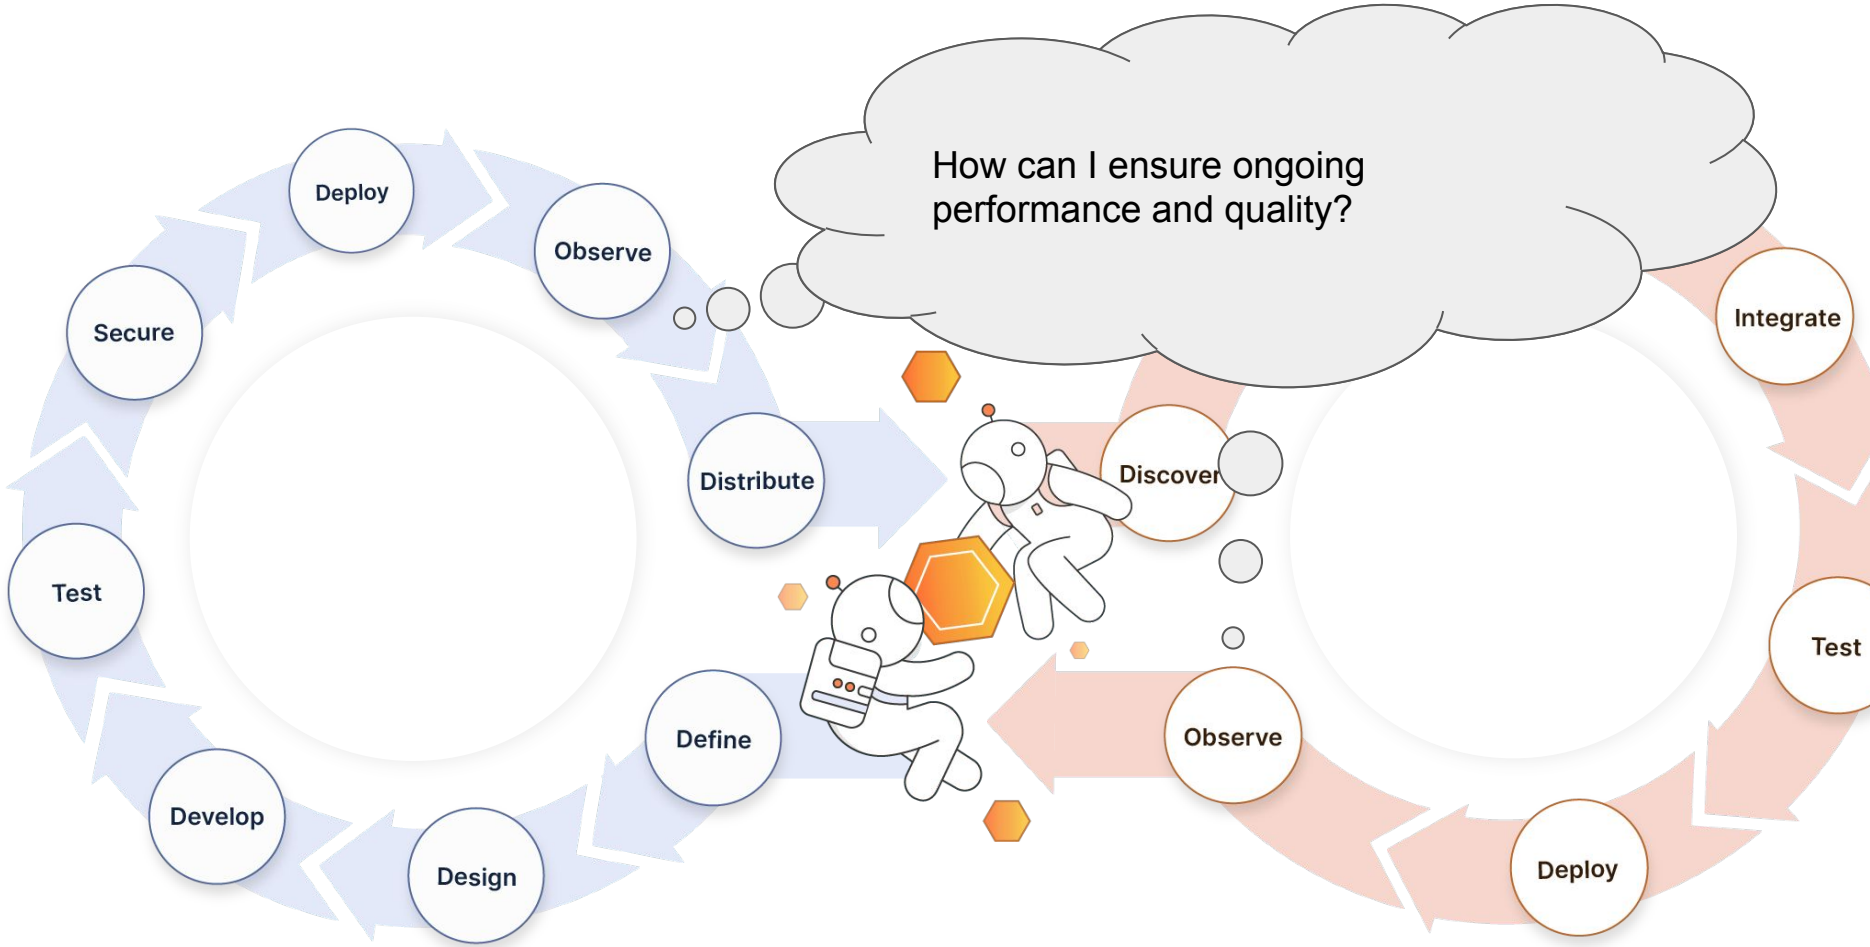 How can I ensure ongoing
performance and quality?
Deploy
Observe
Secure
Distribute
Test
Define
Develop
Design
Integrate
Discover
Test
Observe
Deploy